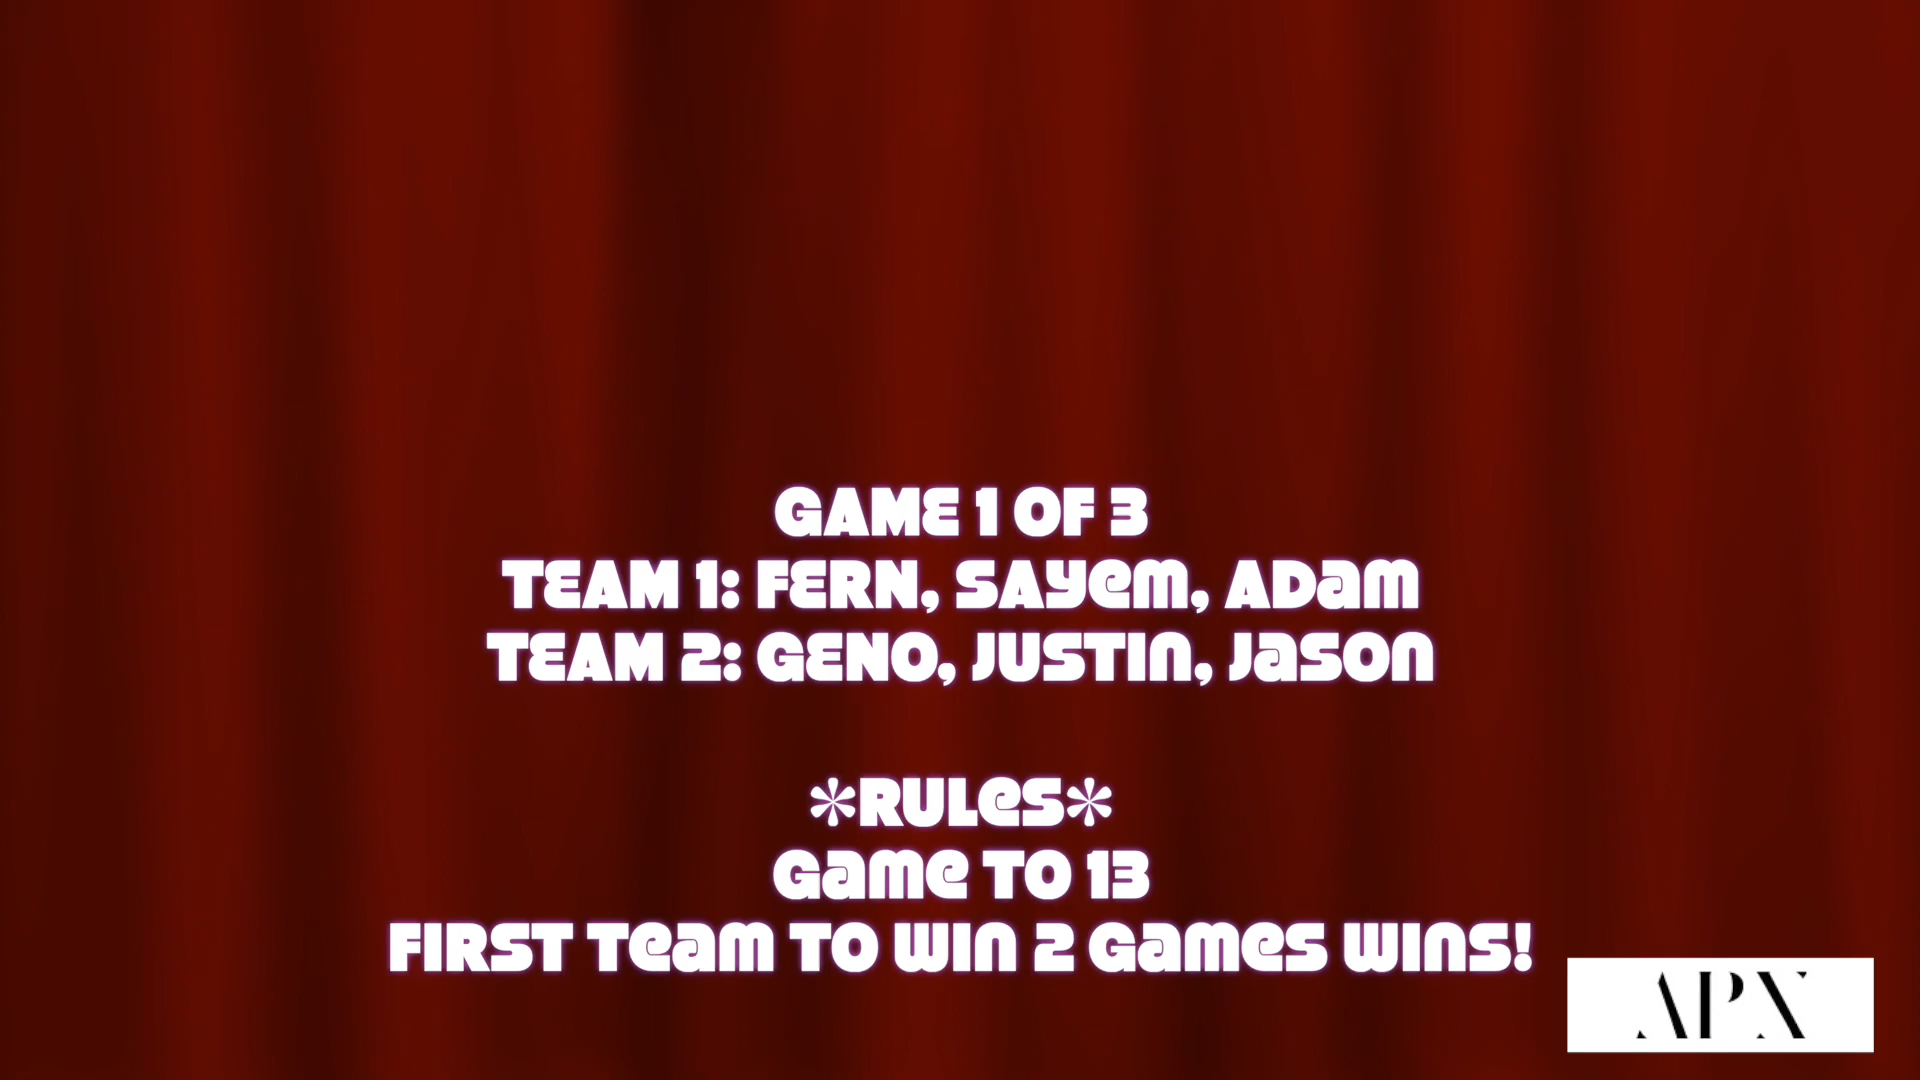 GAME 1 OF 3
TEAM 1: FERN, SAYem, ADam
TEAM 2: GENO, JUSTIn, Jason
*RULes*
Game TO 13
FIRST Team TO WIn 2 Games WIns!
APX